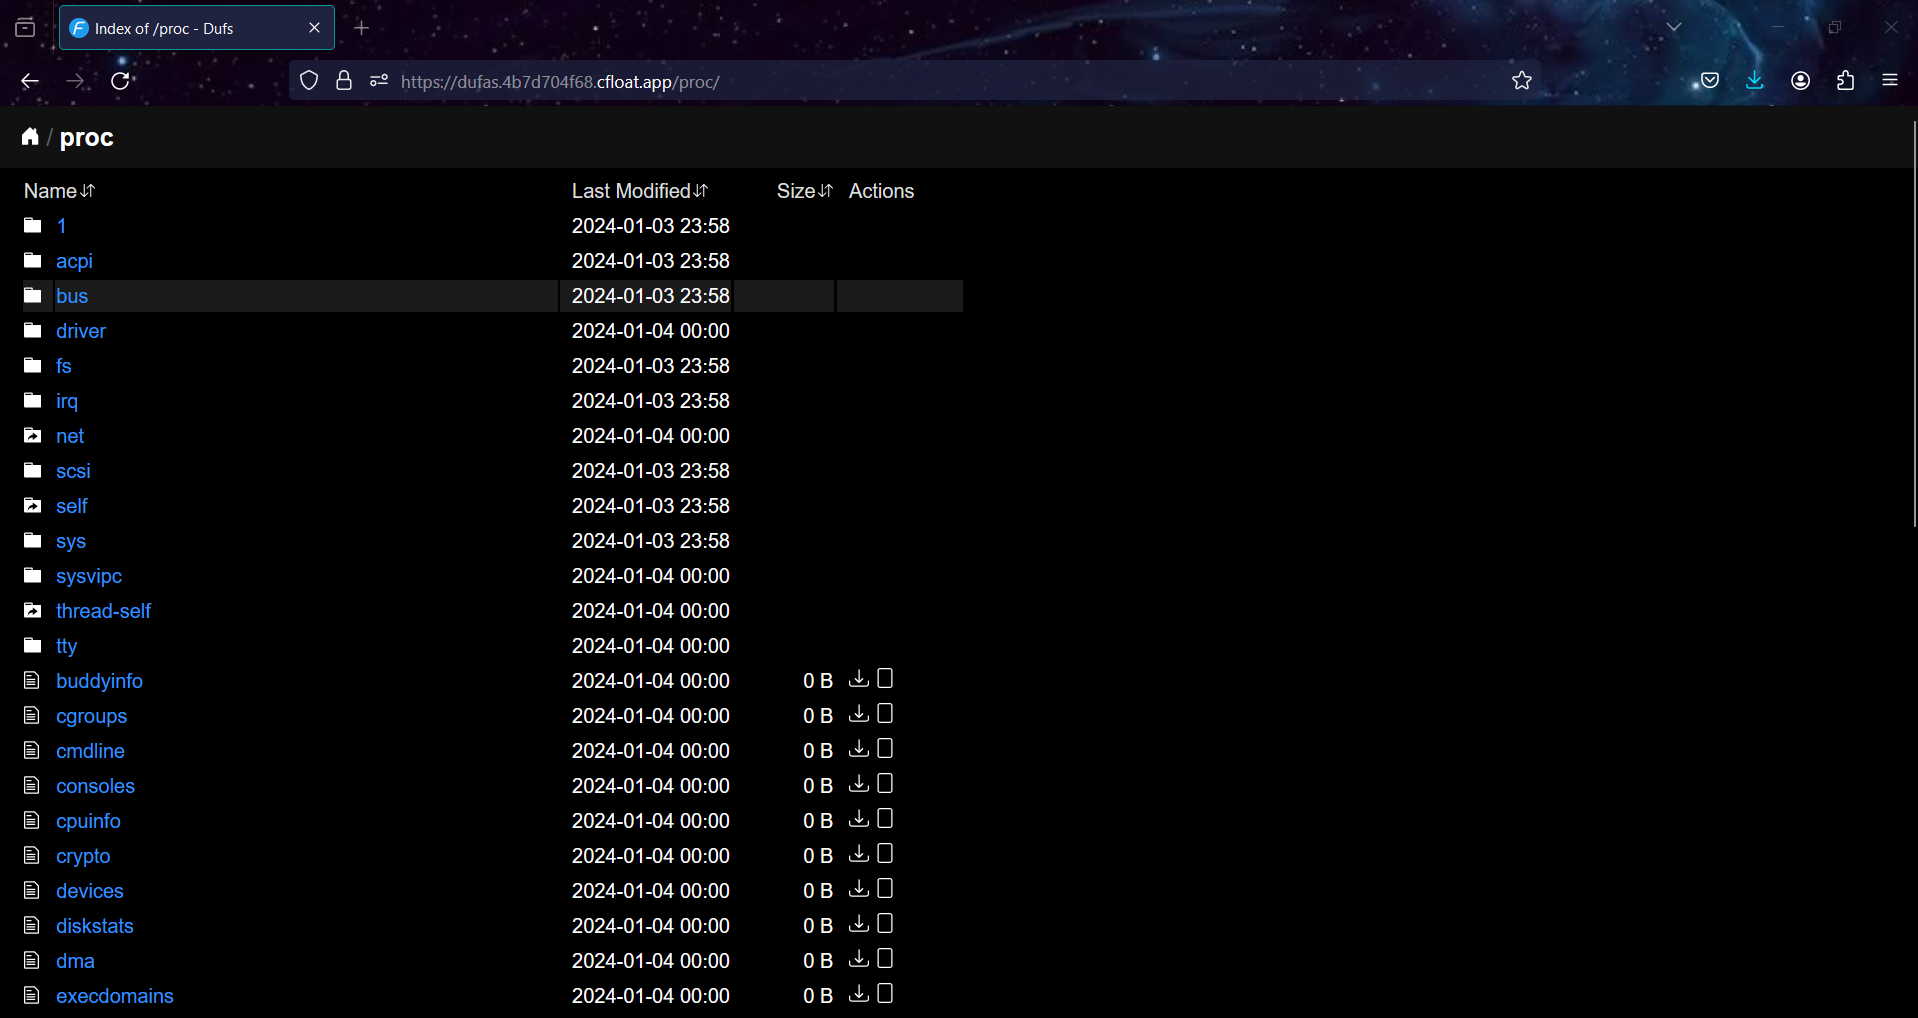 Index of /proc - Dufs
https://dufas.4b7d704f68.cfloat.app/proc/
/ proc
Name Last Modified Size Actions
1 2024-01-03 23:58
acpi 2024-01-03 23:58
bus 2024-01-03 23:58
driver 2024-01-04 00:00
fs 2024-01-03 23:58
irq 2024-01-03 23:58
net 2024-01-04 00:00
scsi 2024-01-03 23:58
self 2024-01-03 23:58
sys 2024-01-03 23:58
sysvipc 2024-01-04 00:00
thread-self 2024-01-04 00:00
tty 2024-01-04 00:00
buddyinfo 2024-01-04 00:00 0 B
cgroups 2024-01-04 00:00 0 B
cmdline 2024-01-04 00:00 0 B
consoles 2024-01-04 00:00 0 B
cpuinfo 2024-01-04 00:00 0 B
crypto 2024-01-04 00:00 0 B
devices 2024-01-04 00:00 0 B
diskstats 2024-01-04 00:00 0 B
dma 2024-01-04 00:00 0 B
execdomains 2024-01-04 00:00 0 B